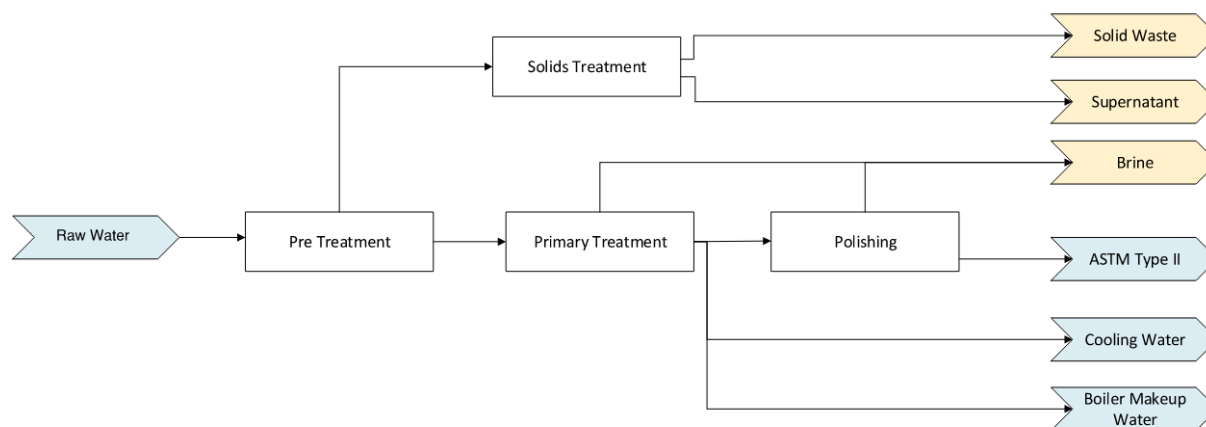 Solid Waste
Solids Treatment
Supernatant
Brine
Raw Water
Pre Treatment
Primary Treatment
Polishing
ASTM Type II
Cooling Water
Boiler Makeup
Water